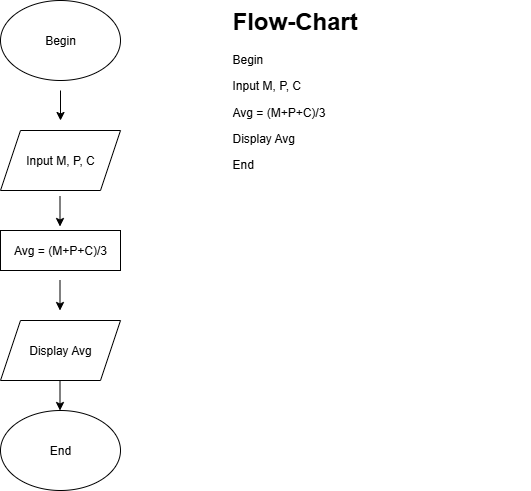 Begin
Input M, P, C
Avg = (M+P+C)/3
Display Avg
End
Flow-Chart
Begin
Input M, P, C
Avg = (M+P+C)/3
Display Avg
End